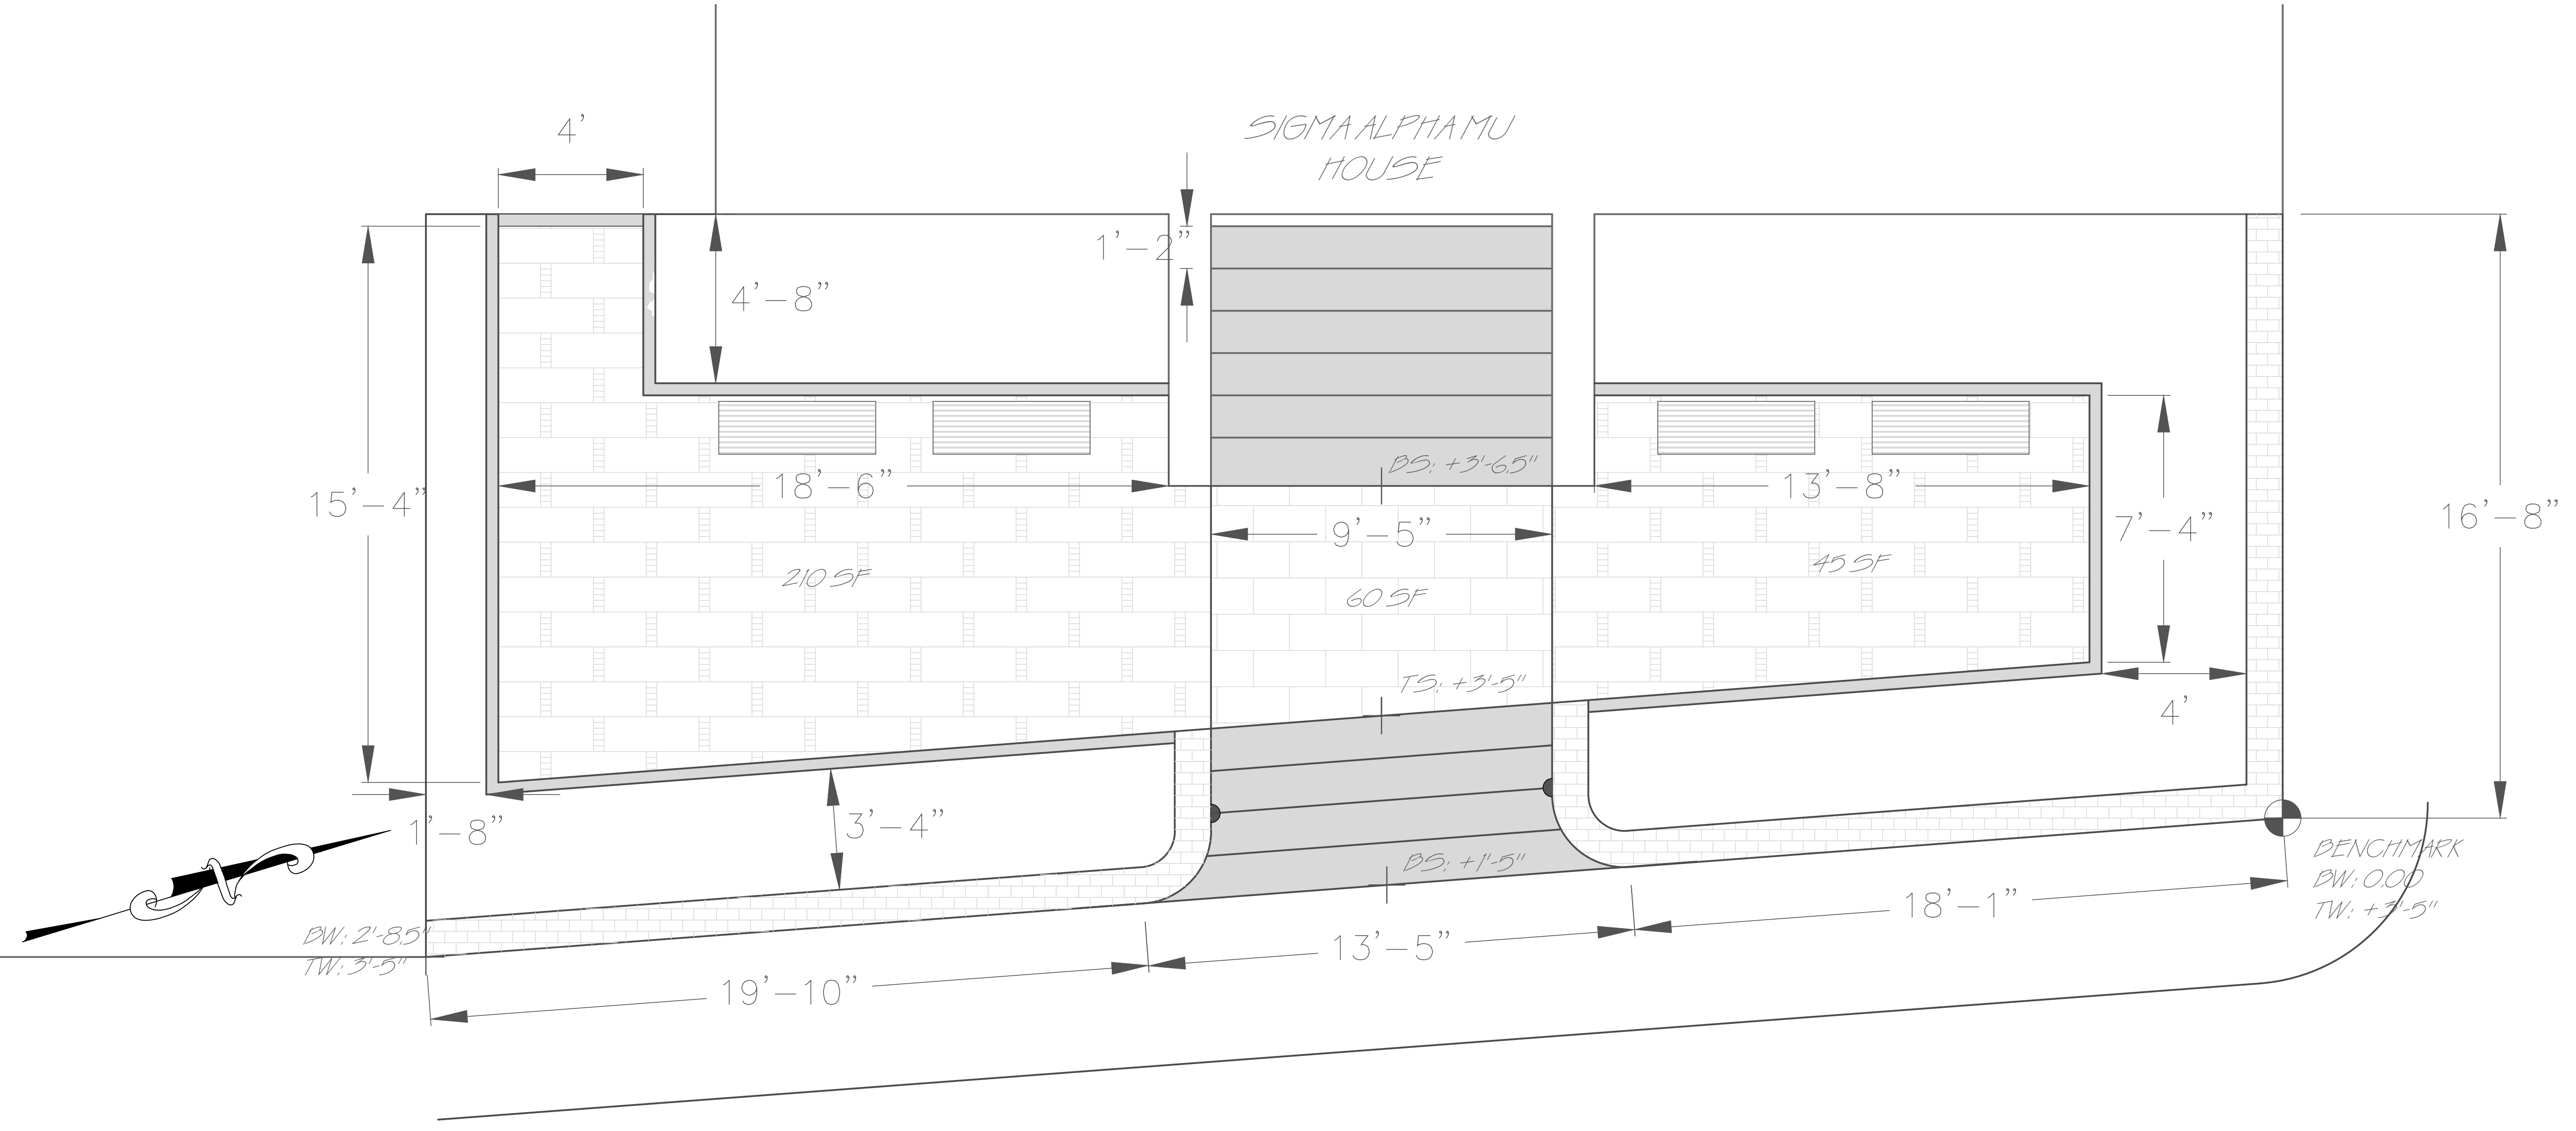 4'
SIGMA ALPHA MU
HOUSE
1'-2"
4'-8"
BS: +3'-6.5"
18'-6"
13'-8"
15'-4"
16'-8"
9'-5"
7'-4"
210 SF
45 SF
60 SF
TS: +3'-5"
4'
3'-4"
1'-8"
BS: +1'-5"
BENCHMARK
BW: 0.00
TW: +3'-5"
18'-1"
BW: 2'-8.5"
TW: 3'-5"
13'-5"
19'-10"
N